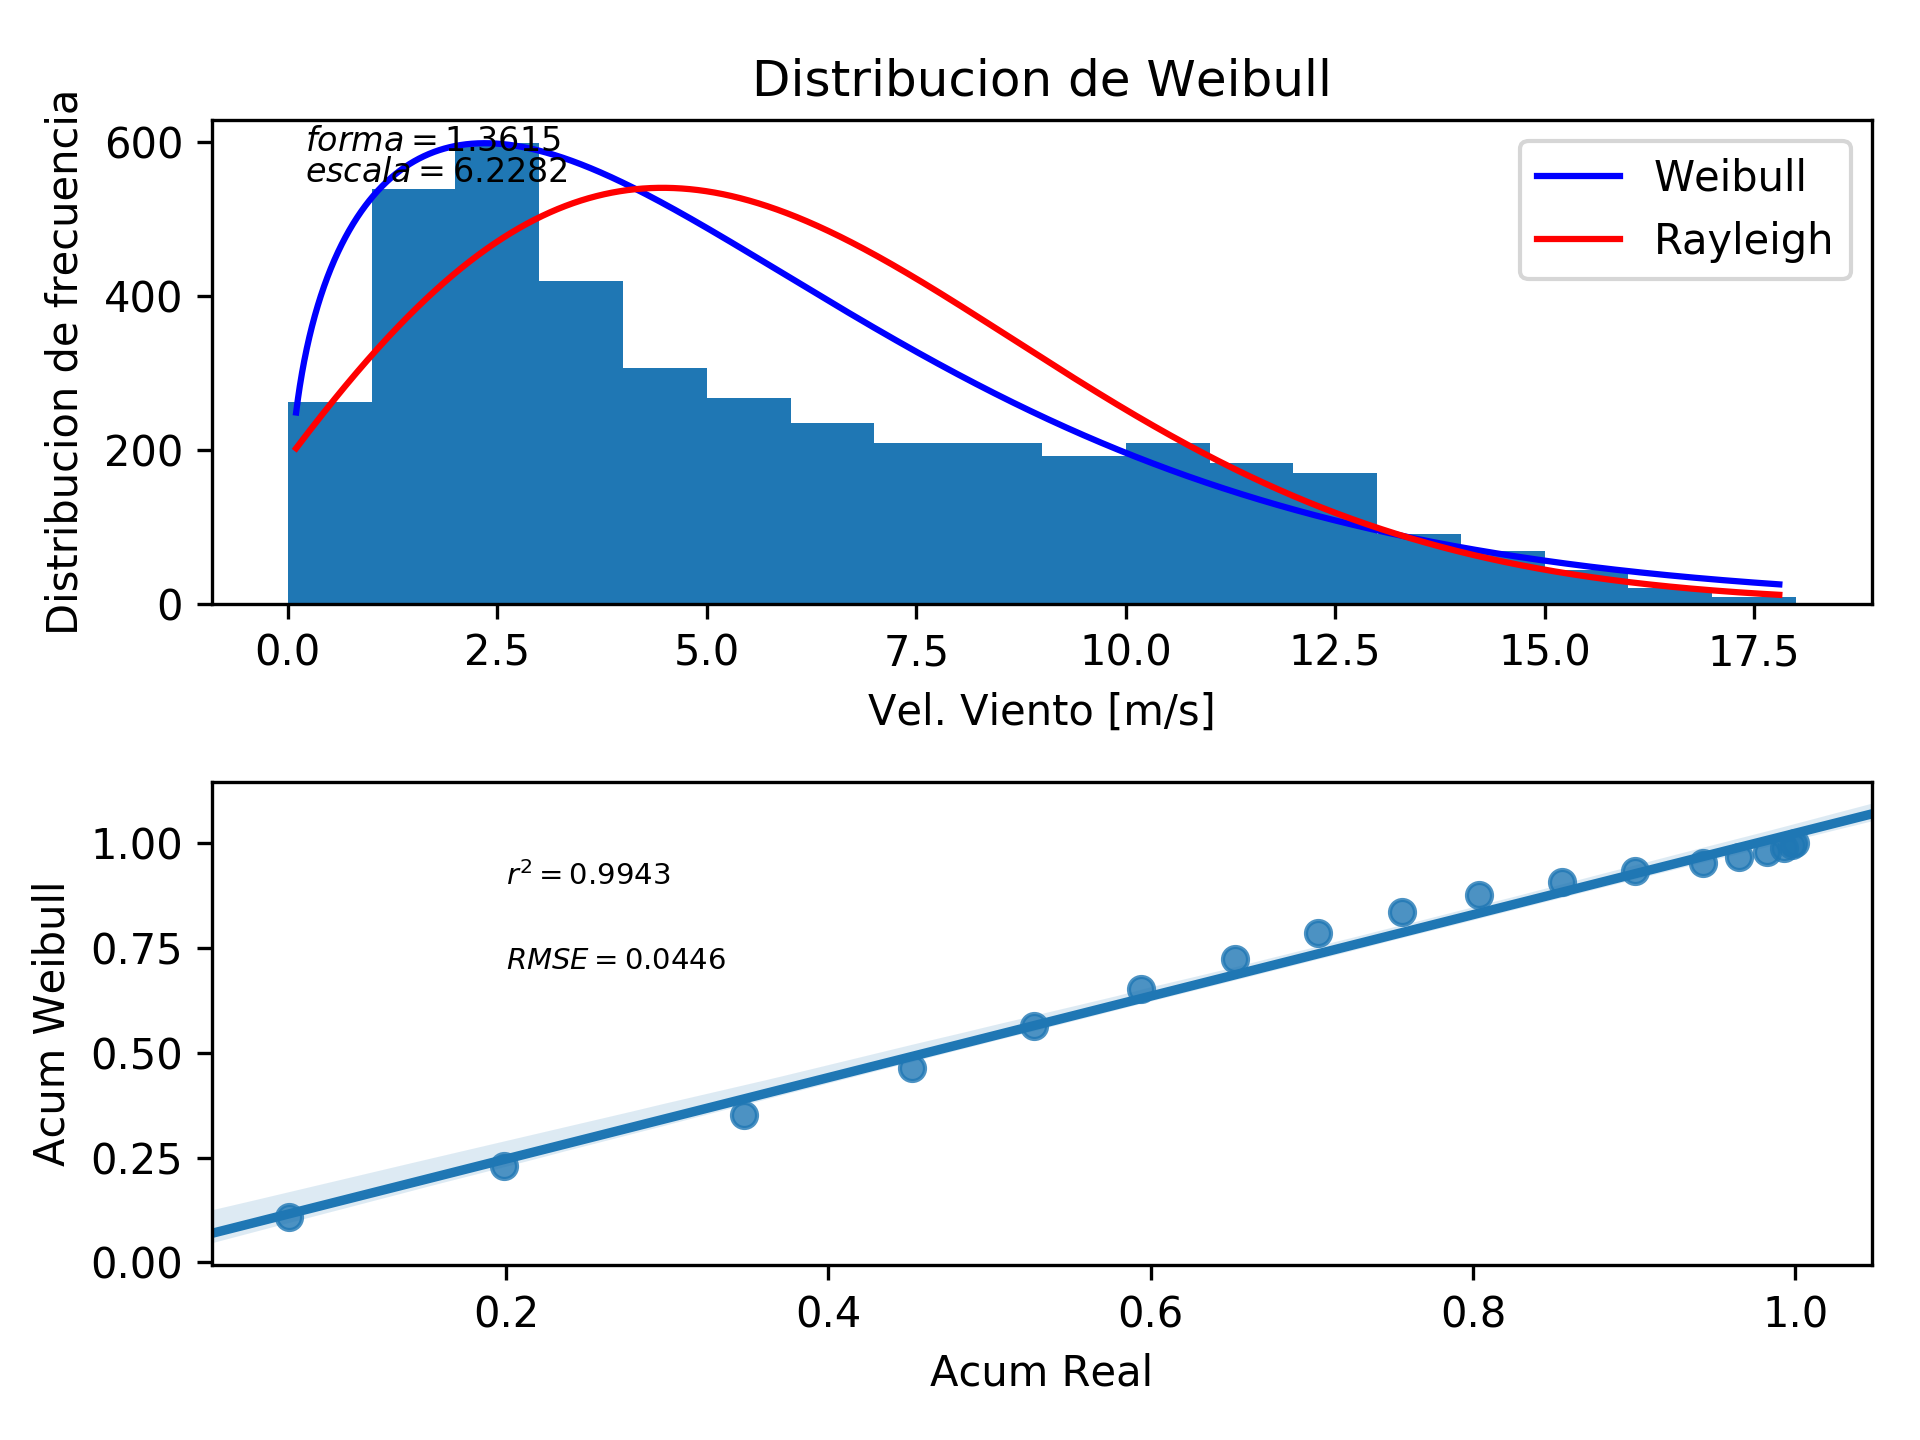 Distribucion de Weibull
forma = 1.3615
escala = 6.2282
Weibull
Rayleigh
Distribucion de frecuencia
600
400
200
0
0.0 2.5 5.0 7.5 10.0 12.5 15.0 17.5
Vel. Viento [m/s]
r² = 0.9943
RMSE = 0.0446
Acum Weibull
1.00
0.75
0.50
0.25
0.00
0.2 0.4 0.6 0.8 1.0
Acum Real